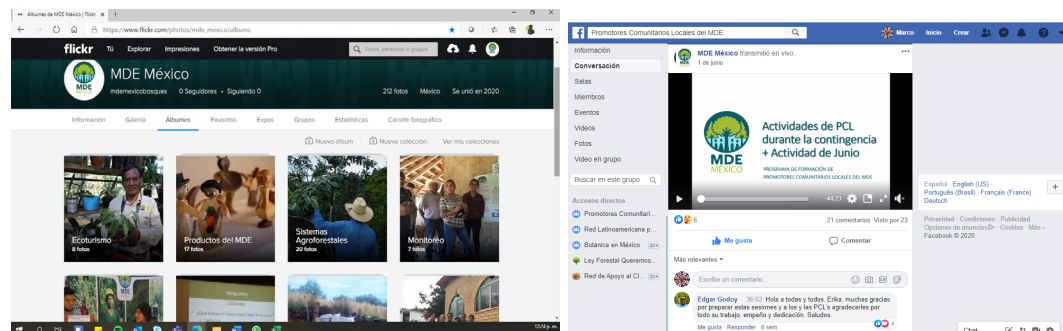 Álbumes de MDE México | Flickr
https://www.flickr.com/photos/mde_mexico/albums
flickr Tú Explorar Impresiones Obtener la versión Pro
Fotos, personas o grupos
MDE México
mdemexicobosques 0 Seguidores • Siguiendo 0
212 fotos México Se unió en 2020
Información Galería Álbumes Favoritos Expos Grupos Estadísticas Carrete fotográfico
Nuevo álbum Nueva colección Ver mis colecciones
Ecoturismo
8 fotos
Productos del MDE
17 fotos
Sistemas
Agroforestales
20 fotos
Monitoreo
7 fotos
MDE
12:24 p. m.
Promotores Comunitarios Locales del MDE
Marco Inicio Crear
Información
Conversación
Salas
Miembros
Eventos
Videos
Fotos
Video en grupo
Buscar en este grupo
Accesos directos
Promotores Comunitari...
Red Latinoamericana p...
Botánica en México 20+
Ley Forestal Queremos...
Red de Apoyo al CI... 20+
MDE México transmitió en vivo.
1 de junio
MDE
MÉXICO
Actividades de PCL
durante la contingencia
+ Actividad de Junio
PROGRAMA DE FORMACIÓN DE
PROMOTORES COMUNITARIOS LOCALES DEL MDE
-44:23
6
21 comentarios Visto por 23
Me gusta Comentar
Más relevantes
Escribe un comentario...
Edgar Godoy · 36:02 Hola a todas y todos. Erika, muchas gracias
por preparar estas sesiones y a los y las PCL's agradecerles por
todo su trabajo, empeño y dedicación. Saludos.
4
Me gusta · Responder · 6 sem
Español · English (US) ·
Português (Brasil) · Français (France) ·
Deutsch
Privacidad · Condiciones · Publicidad ·
Opciones de anuncios · Cookies · Más
Facebook © 2020
Chat